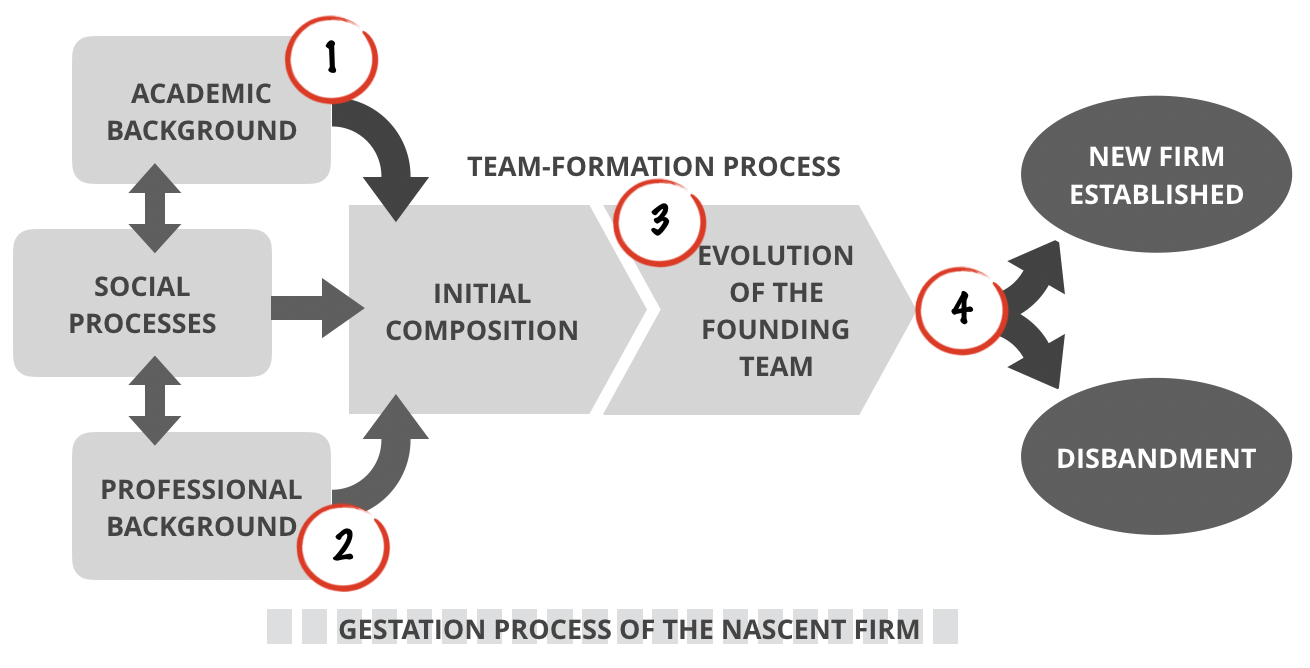 1
ACADEMIC
BACKGROUND
SOCIAL
PROCESSES
PROFESSIONAL
BACKGROUND
2
TEAM-FORMATION PROCESS
INITIAL
COMPOSITION
3
EVOLUTION
OF THE
FOUNDING
TEAM
4
NEW FIRM
ESTABLISHED
DISBANDMENT
GESTATION PROCESS OF THE NASCENT FIRM